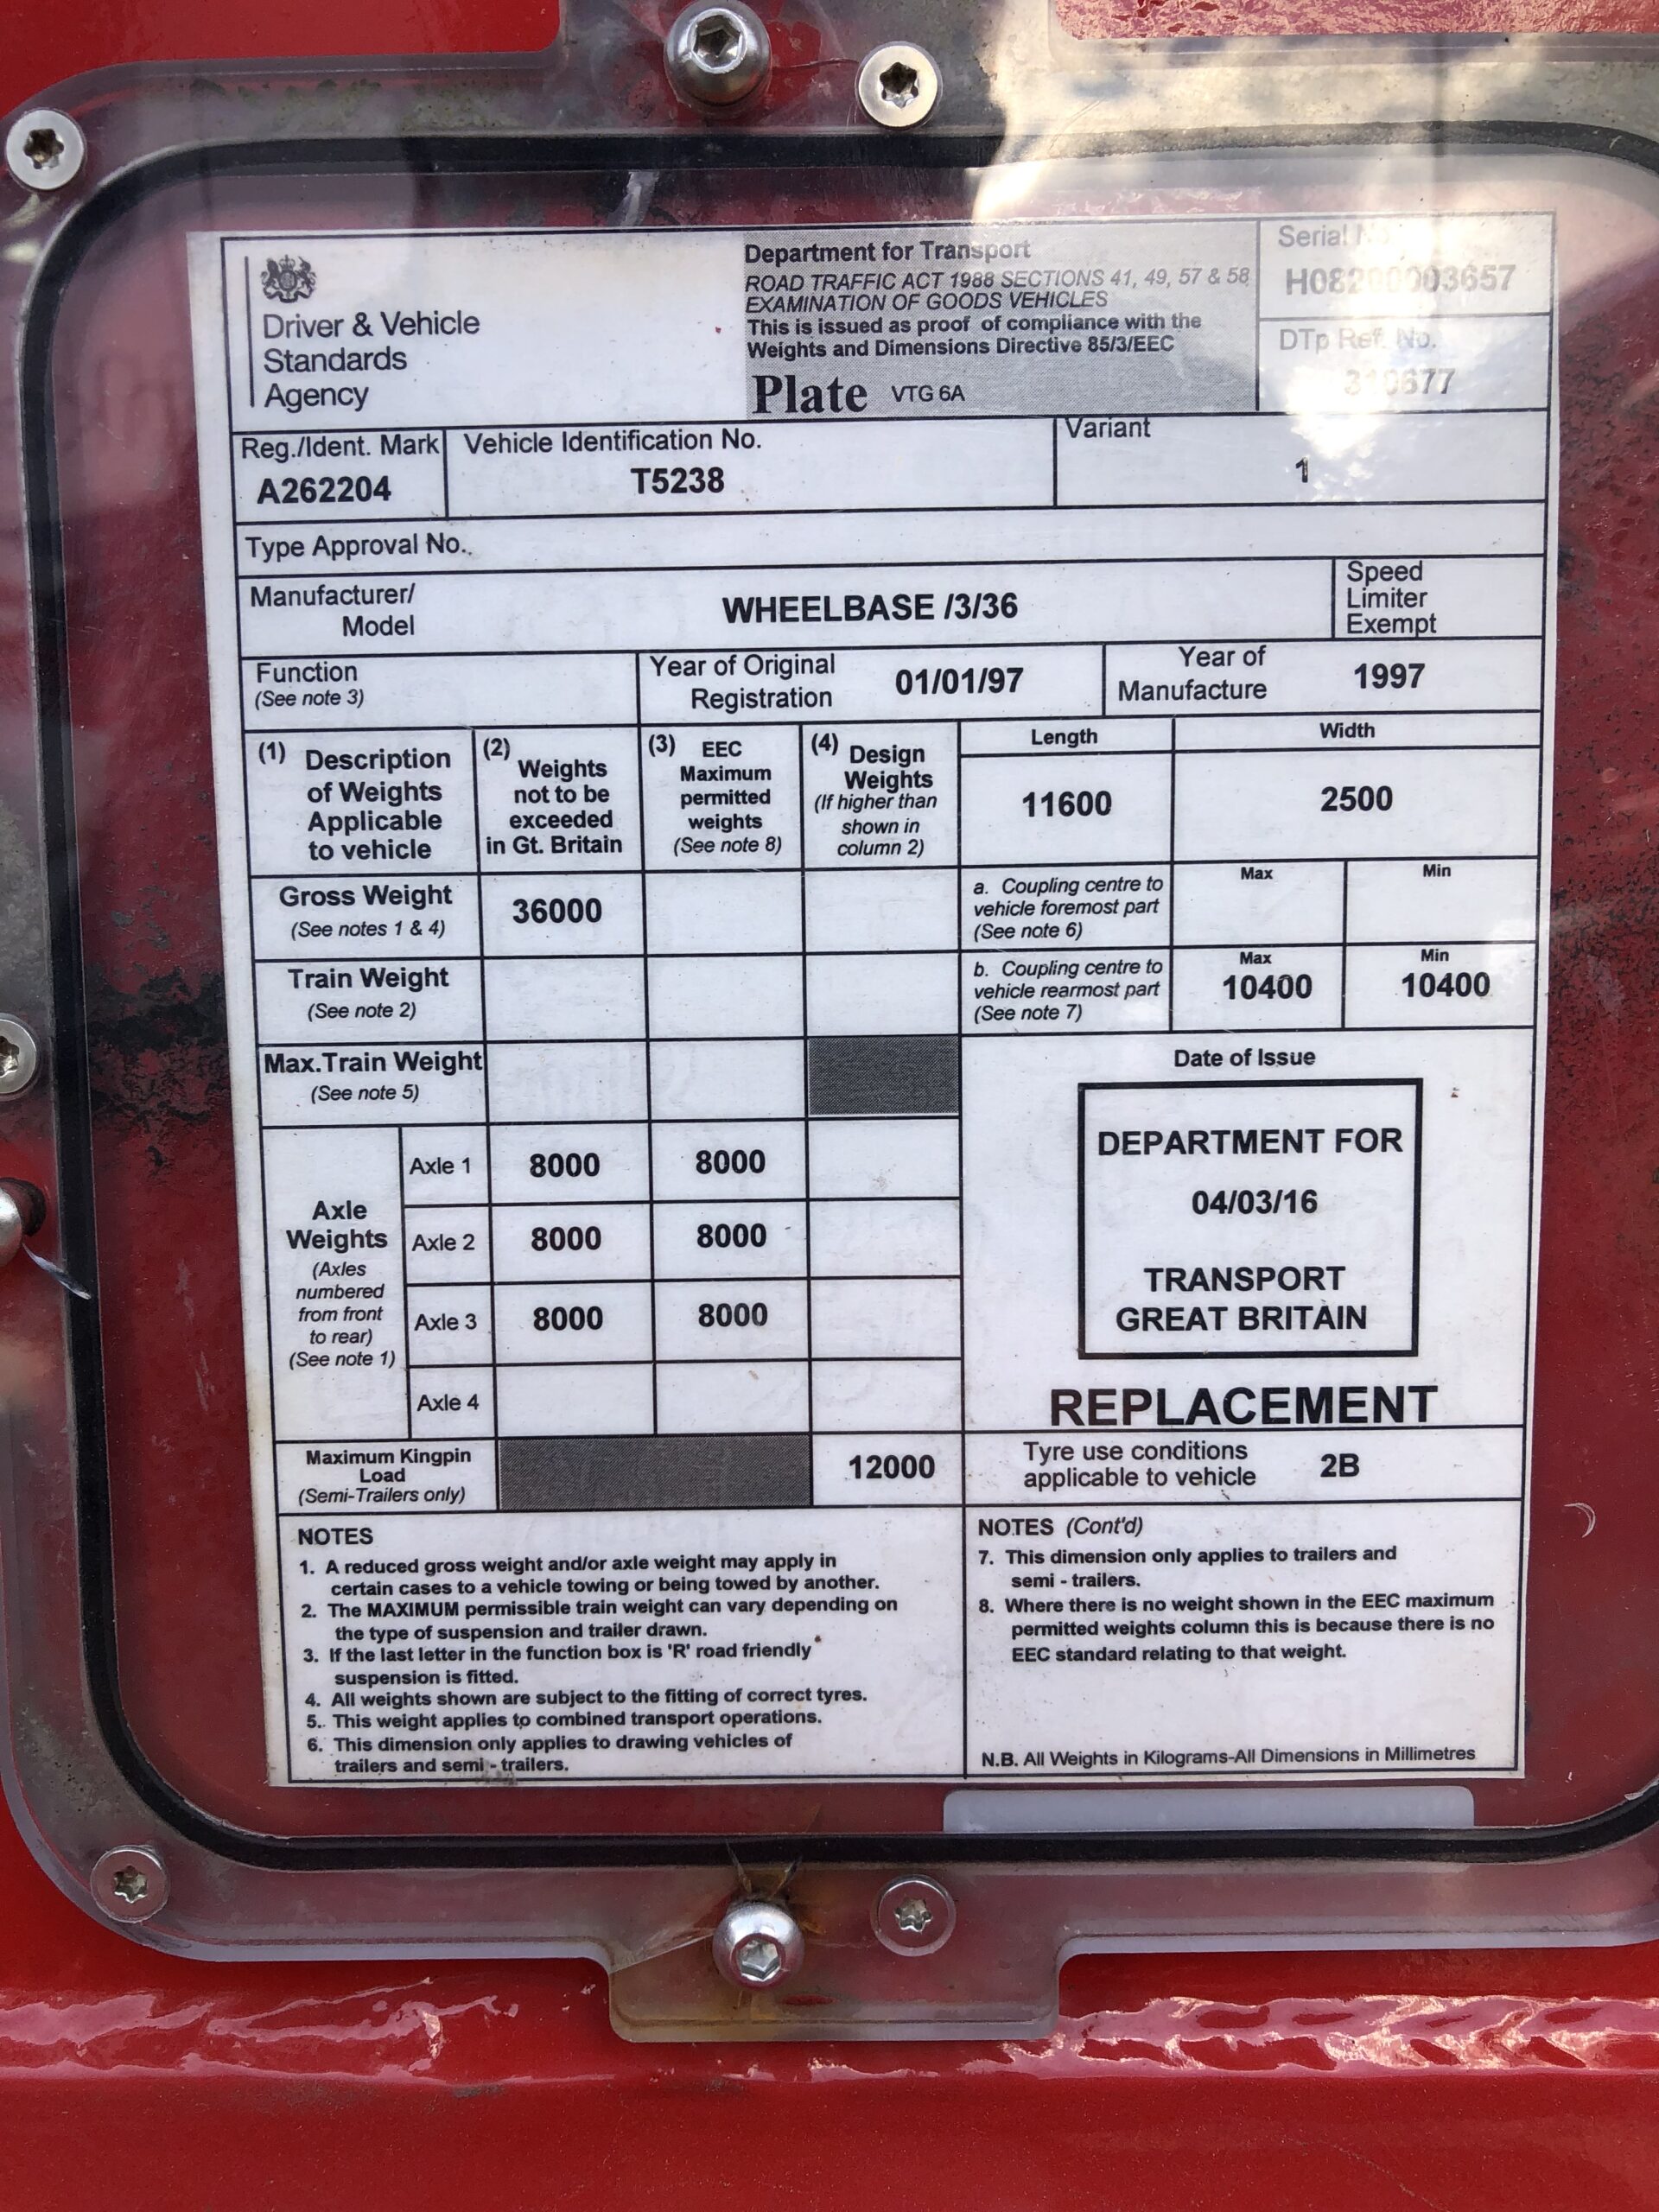 Driver & Vehicle
Standards
Agency
Department for Transport
ROAD TRAFFIC ACT 1988 SECTIONS 41, 49, 57 & 58
EXAMINATION OF GOODS VEHICLES
This is issued as proof of compliance with the
Weights and Dimensions Directive 85/3/EEC
Plate VTG 6A
Serial No.
DTp Ref. No.
Reg./Ident. Mark
A262204
Vehicle Identification No.
T5238
Variant
1
Type Approval No.
Manufacturer/
Model
WHEELBASE /3/36
Speed
Limiter
Exempt
Function
(See note 3)
Year of Original
Registration
01/01/97
Year of
Manufacture
1997
(1) Description
of Weights
Applicable
to vehicle
(2) Weights
not to be
exceeded
in Gt. Britain
(3) EEC
Maximum
permitted
weights
(See note 8)
(4) Design
Weights
(If higher than
shown in
column 2)
Length
11600
Width
2500
Gross Weight
(See notes 1 & 4)
36000
a. Coupling centre to
vehicle foremost part
(See note 6)
Max
Min
Train Weight
(See note 2)
b. Coupling centre to
vehicle rearmost part
(See note 7)
Max
10400
Min
10400
Max.Train Weight
(See note 5)
Date of Issue
DEPARTMENT FOR
04/03/16
TRANSPORT
GREAT BRITAIN
REPLACEMENT
Axle
Weights
(Axles
numbered
from front
to rear)
(See note 1)
Axle 1 8000 8000
Axle 2 8000 8000
Axle 3 8000 8000
Axle 4
Maximum Kingpin
Load
(Semi-Trailers only)
12000
Tyre use conditions
applicable to vehicle
2B
NOTES
1. A reduced gross weight and/or axle weight may apply in
certain cases to a vehicle towing or being towed by another.
2. The MAXIMUM permissible train weight can vary depending on
the type of suspension and trailer drawn.
3. If the last letter in the function box is 'R' road friendly
suspension is fitted.
4. All weights shown are subject to the fitting of correct tyres.
5. This weight applies to combined transport operations.
6. This dimension only applies to drawing vehicles of
trailers and semi - trailers.
NOTES (Cont'd)
7. This dimension only applies to trailers and
semi - trailers.
8. Where there is no weight shown in the EEC maximum
permitted weights column this is because there is no
EEC standard relating to that weight.
N.B. All Weights in Kilograms-All Dimensions in Millimetres